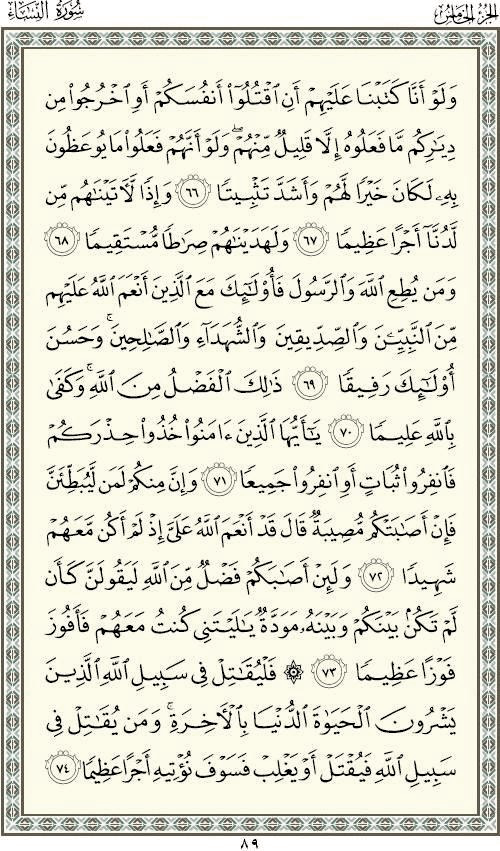 الجزء الخامس
سورة النساء
وَلَوْ أَنَّا كَتَبْنَا عَلَيْهِمْ أَنِ ٱقْتُلُوٓا۟ أَنفُسَكُمْ أَوِ ٱخْرُجُوا۟ مِن
دِيَٰرِكُم مَّا فَعَلُوهُ إِلَّا قَلِيلٌ مِّنْهُمْ ۖ وَلَوْ أَنَّهُمْ فَعَلُوا۟ مَا يُوعَظُونَ
بِهِۦ لَكَانَ خَيْرًا لَّهُمْ وَأَشَدَّ تَثْبِيتًا ٦٦ وَإِذًا لَّءَاتَيْنَٰهُم مِّن
لَّدُنَّآ أَجْرًا عَظِيمًا ٦٧ وَلَهَدَيْنَٰهُمْ صِرَٰطًا مُّسْتَقِيمًا ٦٨
وَمَن يُطِعِ ٱللَّهَ وَٱلرَّسُولَ فَأُو۟لَٰٓئِكَ مَعَ ٱلَّذِينَ أَنْعَمَ ٱللَّهُ عَلَيْهِم
مِّنَ ٱلنَّبِيِّۦنَ وَٱلصِّدِّيقِينَ وَٱلشُّهَدَآءِ وَٱلصَّٰلِحِينَ ۚ وَحَسُنَ
أُو۟لَٰٓئِكَ رَفِيقًا ٦٩ ذَٰلِكَ ٱلْفَضْلُ مِنَ ٱللَّهِ ۚ وَكَفَىٰ
بِٱللَّهِ عَلِيمًا ٧٠ يَٰٓأَيُّهَا ٱلَّذِينَ ءَامَنُوا۟ خُذُوا۟ حِذْرَكُمْ
فَٱنفِرُوا۟ ثُبَاتٍ أَوِ ٱنفِرُوا۟ جَمِيعًا ٧١ وَإِنَّ مِنكُمْ لَمَن لَّيُبَطِّئَنَّ
فَإِنْ أَصَٰبَتْكُم مُّصِيبَةٌ قَالَ قَدْ أَنْعَمَ ٱللَّهُ عَلَىَّ إِذْ لَمْ أَكُن مَّعَهُمْ
شَهِيدًا ٧٢ وَلَئِنْ أَصَٰبَكُمْ فَضْلٌ مِّنَ ٱللَّهِ لَيَقُولَنَّ كَأَن
لَّمْ تَكُنۢ بَيْنَكُمْ وَبَيْنَهُۥ مَوَدَّةٌ يَٰلَيْتَنِى كُنتُ مَعَهُمْ فَأَفُوزَ
فَوْزًا عَظِيمًا ٧٣ ۞ فَلْيُقَٰتِلْ فِى سَبِيلِ ٱللَّهِ ٱلَّذِينَ
يَشْرُونَ ٱلْحَيَوٰةَ ٱلدُّنْيَا بِٱلْءَاخِرَةِ ۚ وَمَن يُقَٰتِلْ فِى
سَبِيلِ ٱللَّهِ فَيُقْتَلْ أَوْ يَغْلِبْ فَسَوْفَ نُؤْتِيهِ أَجْرًا عَظِيمًا ٧٤
٨٩